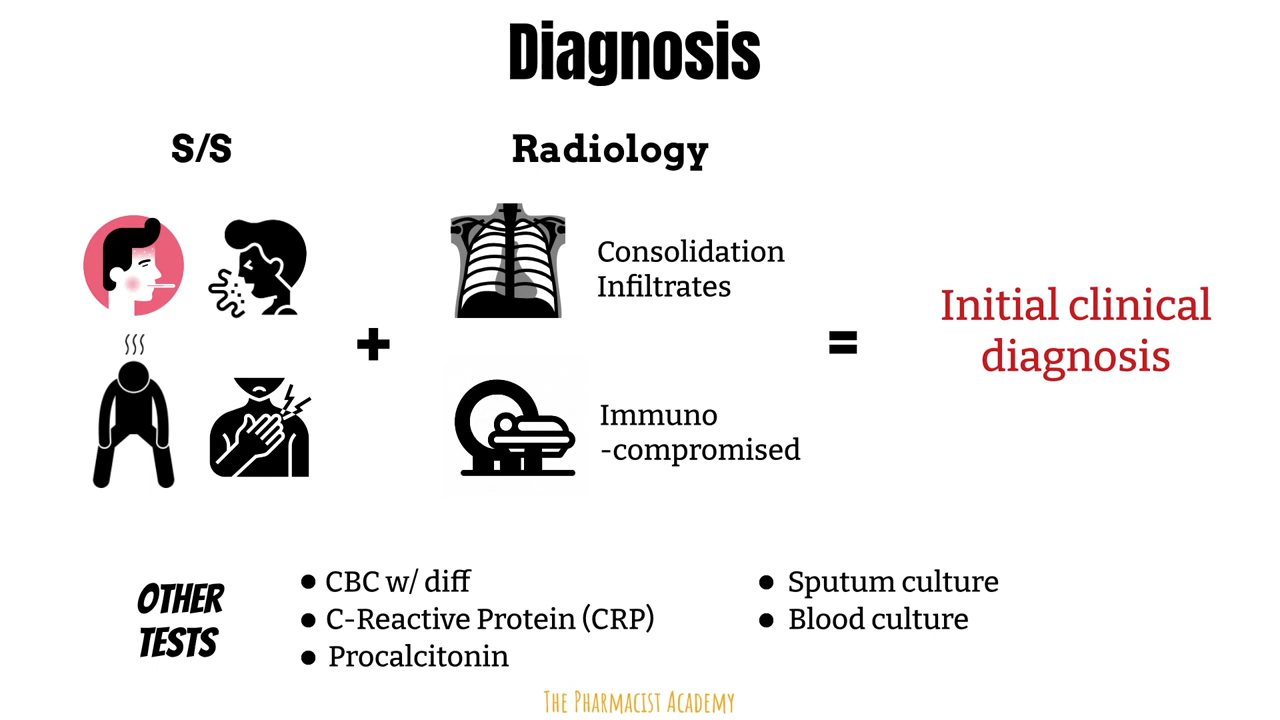 Diagnosis
S/S
Radiology
Consolidation
Infiltrates
Immuno
-compromised
+
=
Initial clinical
diagnosis
OTHER
TESTS
● CBC w/ diff
● C-Reactive Protein (CRP)
● Procalcitonin
● Sputum culture
● Blood culture
The Pharmacist Academy